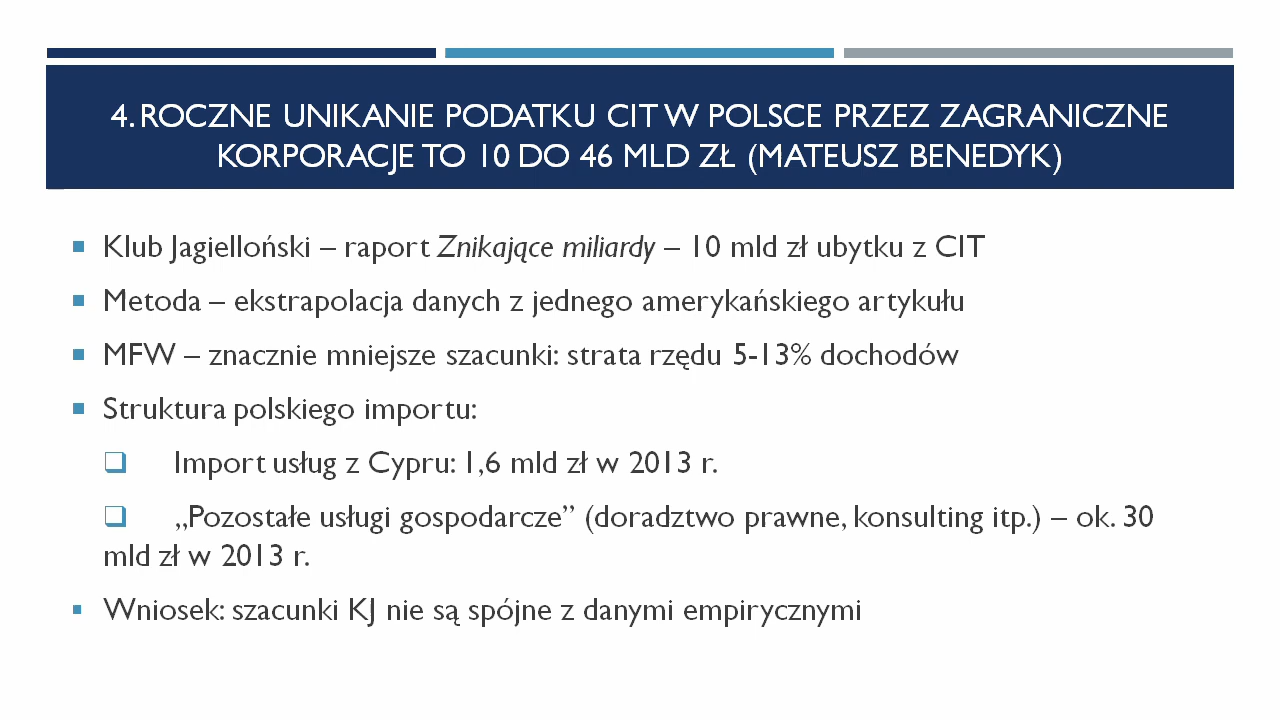 4. ROCZNE UNIKANIE PODATKU CIT W POLSCE PRZEZ ZAGRANICZNE
KORPORACJE TO 10 DO 46 MLD ZŁ (MATEUSZ BENEDYK)
Klub Jagielloński – raport Znikające miliardy – 10 mld zł ubytku z CIT
Metoda – ekstrapolacja danych z jednego amerykańskiego artykułu
MFW – znacznie mniejsze szacunki: strata rzędu 5-13% dochodów
Struktura polskiego importu:
Import usług z Cypru: 1,6 mld zł w 2013 r.
„Pozostałe usługi gospodarcze” (doradztwo prawne, konsulting itp.) – ok. 30
mld zł w 2013 r.
Wniosek: szacunki KJ nie są spójne z danymi empirycznymi